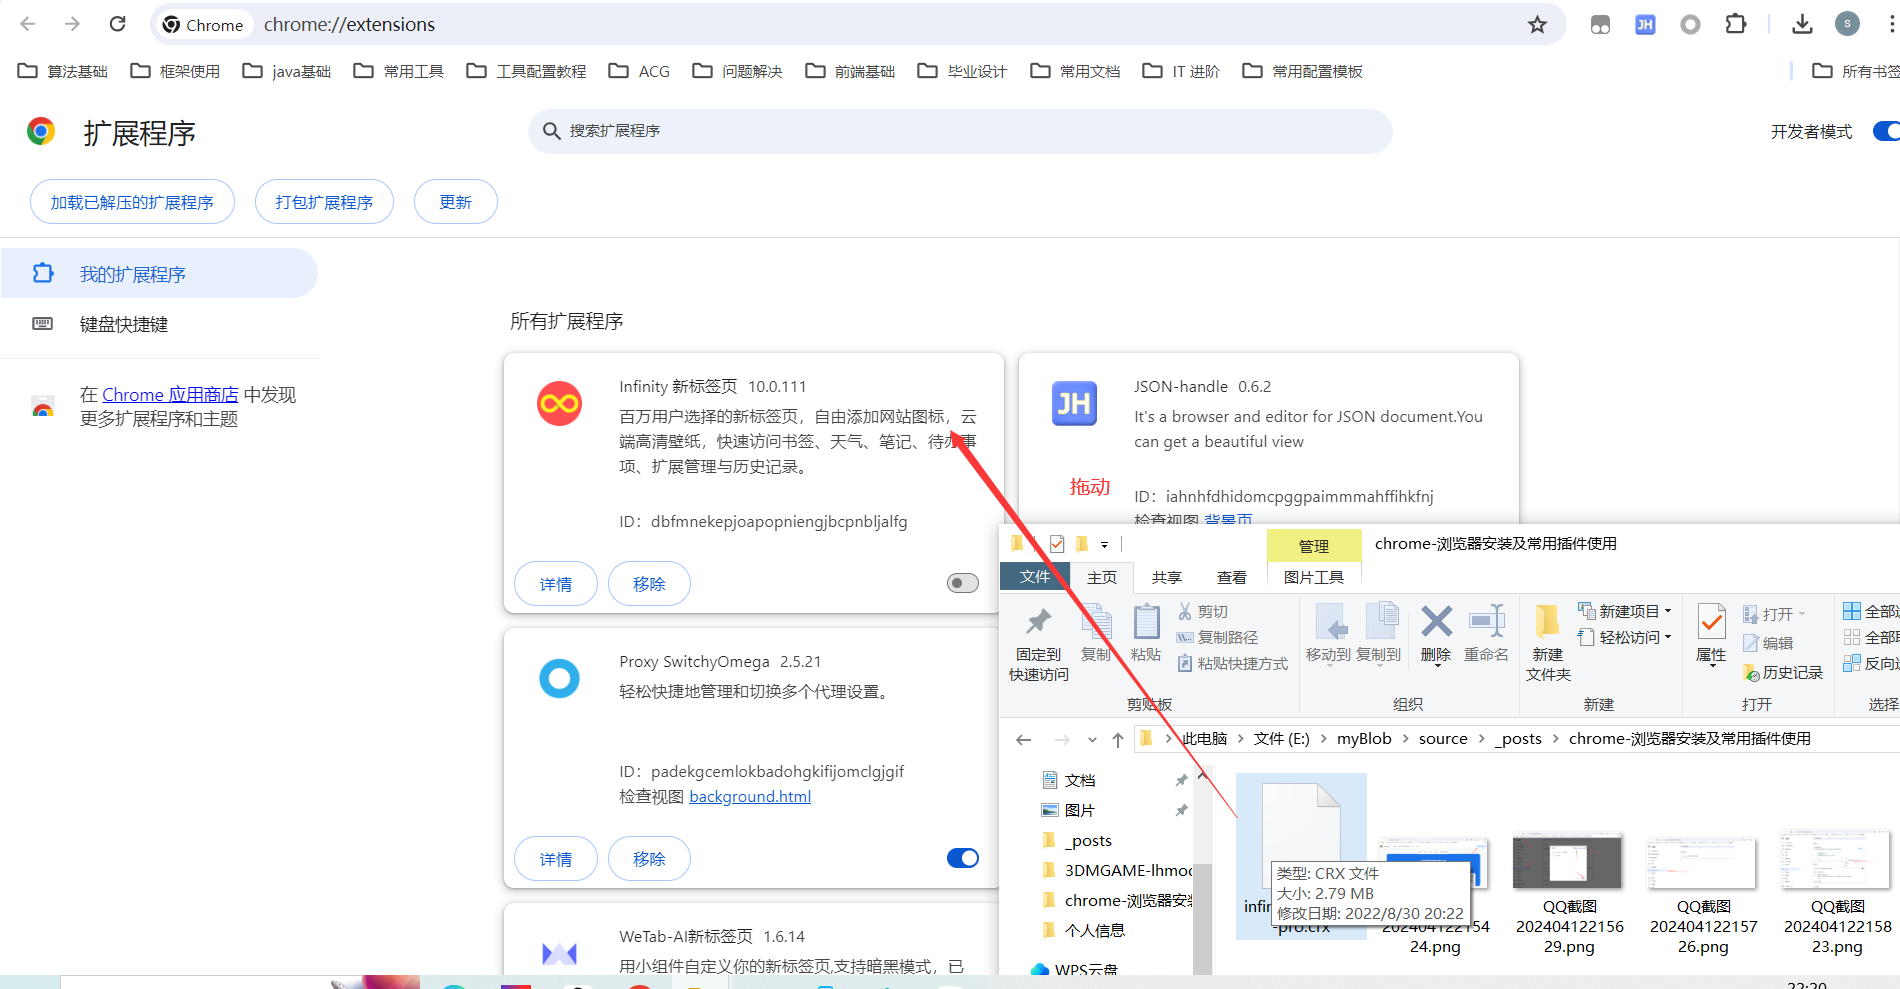 Chrome
chrome://extensions
JH
S
算法基础
框架使用
java基础
常用工具
工具配置教程
ACG
问题解决
前端基础
毕业设计
常用文档
IT 进阶
常用配置模板
所有书签
扩展程序
搜索扩展程序
开发者模式
加载已解压的扩展程序
打包扩展程序
更新
我的扩展程序
键盘快捷键
在 Chrome 应用商店 中发现
更多扩展程序和主题
所有扩展程序
Infinity 新标签页 10.0.111
百万用户选择的新标签页，自由添加网站图标，云
端高清壁纸，快速访问书签、天气、笔记、待办事
项、扩展管理与历史记录。
ID：dbfmnekepjoapopniengjbcpnbljalfg
详情
移除
JH
JSON-handle 0.6.2
It's a browser and editor for JSON document.You
can get a beautiful view
拖动
ID：iahnhfdhidomcpggpaimmmahffihkfnj
检查视图 背景页
Proxy SwitchyOmega 2.5.21
轻松快捷地管理和切换多个代理设置。
ID：padekgcemlokbadohgkifijomclgjgif
检查视图 background.html
详情
移除
WeTab-AI新标签页 1.6.14
用小组件自定义你的新标签页,支持暗黑模式，已
管理
chrome-浏览器安装及常用插件使用
文件
主页
共享
查看
图片工具
固定到
快速访问
复制
粘贴
剪切
复制路径
粘贴快捷方式
剪贴板
移动到
复制到
删除
重命名
组织
新建
文件夹
新建项目
轻松访问
新建
属性
打开
编辑
历史记录
打开
全部
全部
反向
选择
此电脑
文件 (E:)
myBlob
source
_posts
chrome-浏览器安装及常用插件使用
文档
图片
_posts
3DMGAME-lhmod
chrome-浏览器安装
个人信息
WPS云盘
infin
-pro.crx
类型: CRX 文件
大小: 2.79 MB
修改日期: 2022/8/30 20:22
202404122154
24.png
QQ截图
202404122156
29.png
QQ截图
202404122157
26.png
QQ截图
202404122158
23.png
22:20